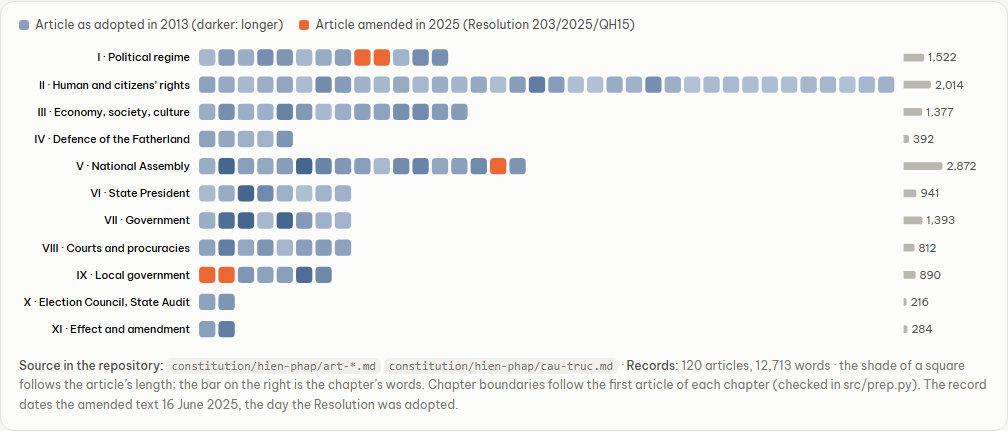 Article as adopted in 2013 (darker: longer) Article amended in 2025 (Resolution 203/2025/QH15)
I · Political regime 1,522
II · Human and citizens' rights 2,014
III · Economy, society, culture 1,377
IV · Defence of the Fatherland 392
V · National Assembly 2,872
VI · State President 941
VII · Government 1,393
VIII · Courts and procuracies 812
IX · Local government 890
X · Election Council, State Audit 216
XI · Effect and amendment 284
Source in the repository: constitution/hien-phap/art-*.md constitution/hien-phap/cau-truc.md · Records: 120 articles, 12,713 words · the shade of a square
follows the article's length; the bar on the right is the chapter's words. Chapter boundaries follow the first article of each chapter (checked in src/prep.py). The record
dates the amended text 16 June 2025, the day the Resolution was adopted.